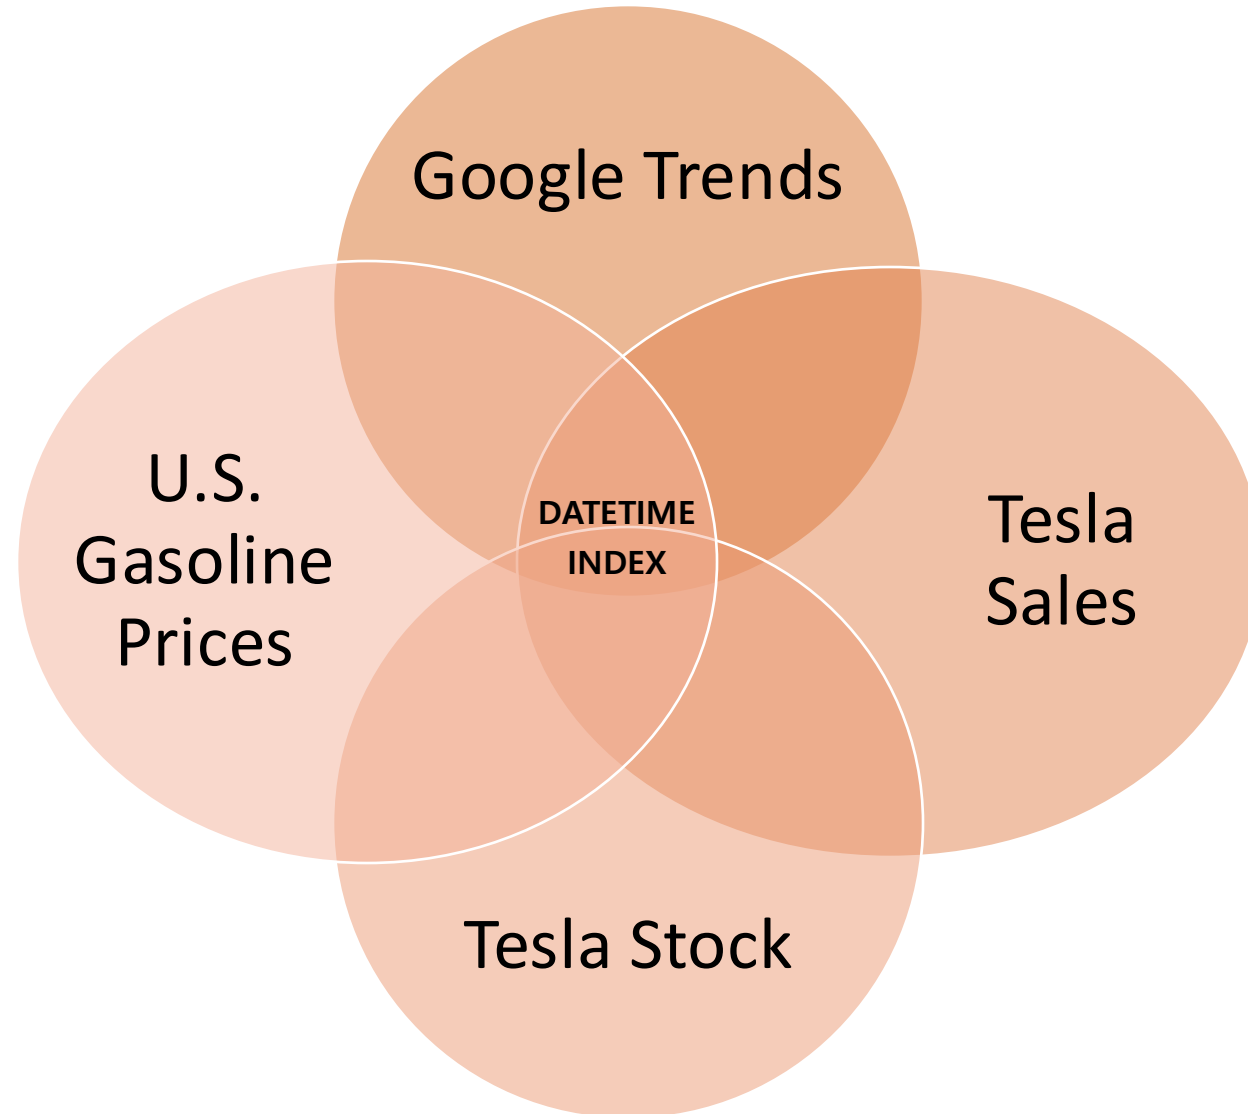 Google Trends
U.S.
Gasoline
Prices
DATETIME
INDEX
Tesla
Sales
Tesla Stock